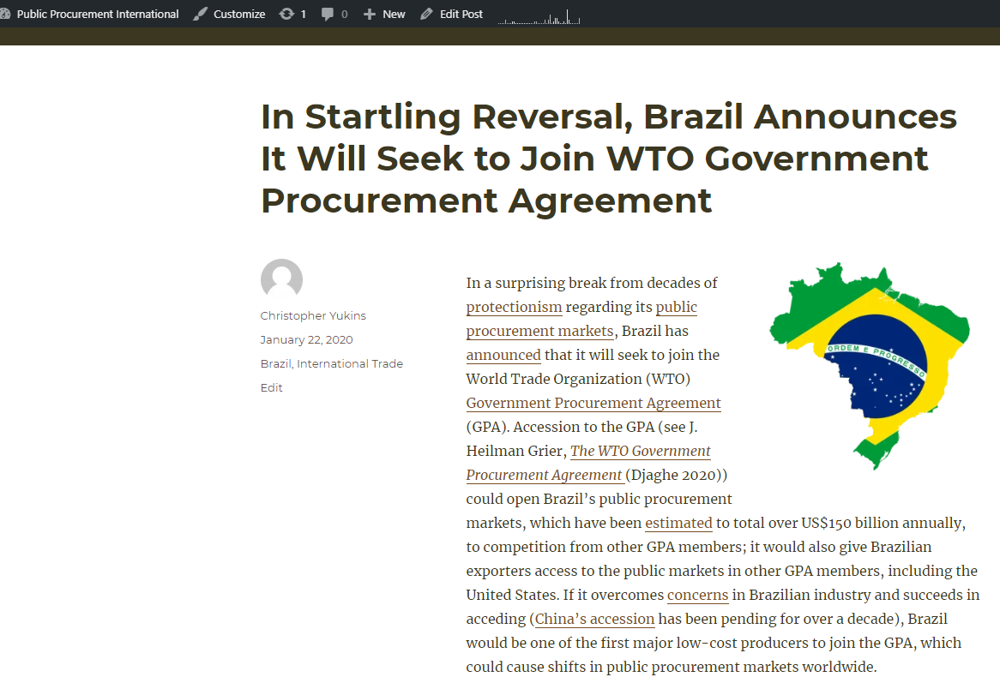 Public Procurement International Customize 1 0 New Edit Post
In Startling Reversal, Brazil Announces
It Will Seek to Join WTO Government
Procurement Agreement
Christopher Yukins
January 22, 2020
Brazil, International Trade
Edit
In a surprising break from decades of
protectionism regarding its public
procurement markets, Brazil has
announced that it will seek to join the
World Trade Organization (WTO)
Government Procurement Agreement
(GPA). Accession to the GPA (see J.
Heilman Grier, The WTO Government
Procurement Agreement (Djaghe 2020))
could open Brazil’s public procurement
markets, which have been estimated to total over US$150 billion annually,
to competition from other GPA members; it would also give Brazilian
exporters access to the public markets in other GPA members, including the
United States. If it overcomes concerns in Brazilian industry and succeeds in
acceding (China’s accession has been pending for over a decade), Brazil
would be one of the first major low-cost producers to join the GPA, which
could cause shifts in public procurement markets worldwide.
ORDEM E PROGRESSO